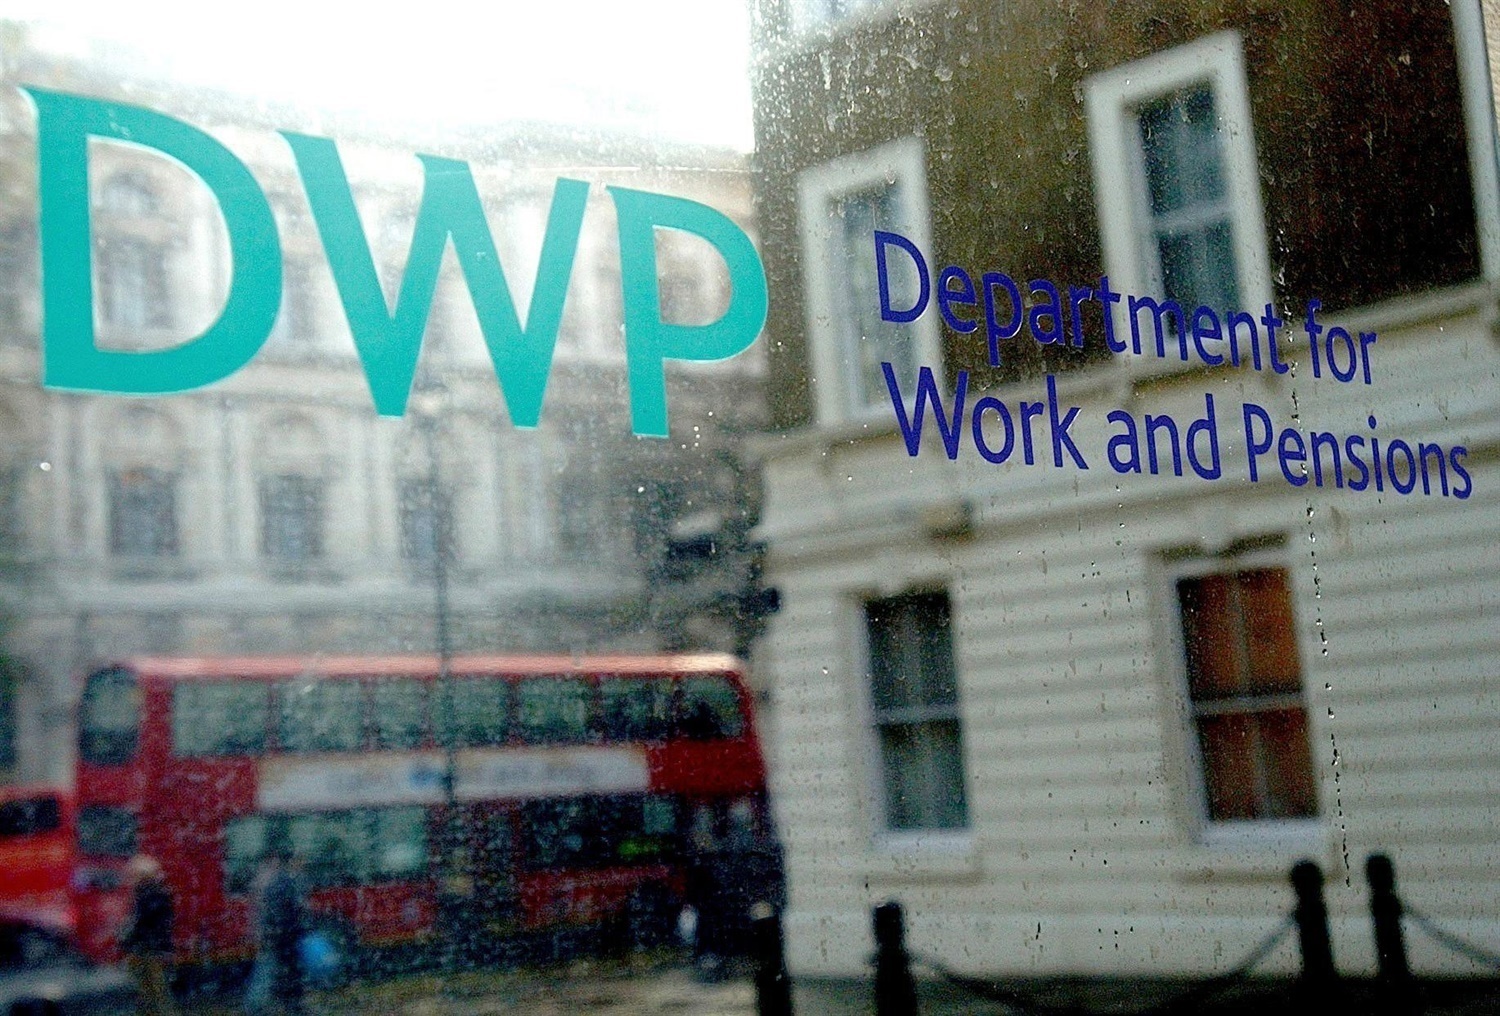 DWP
Department for
Work and Pensions